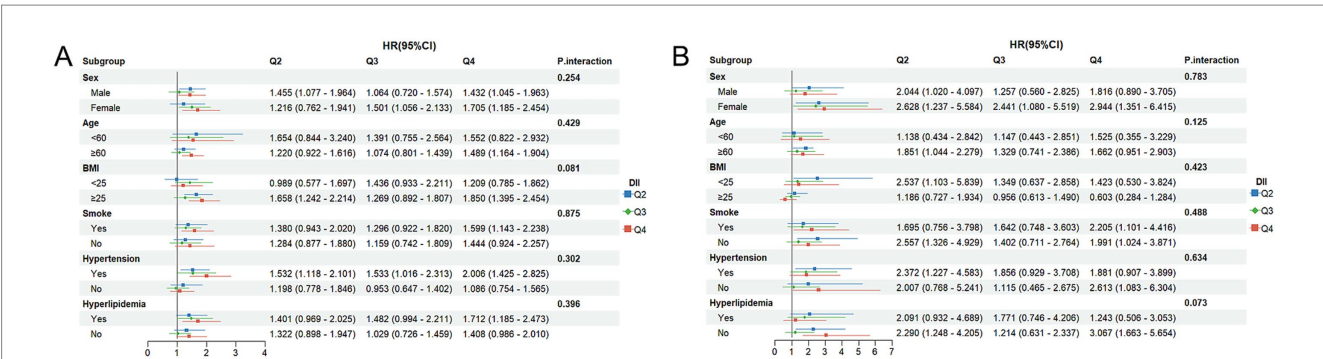 A
HR(95%CI)
Subgroup Q2 Q3 Q4 P.interaction
Sex 0.254
Male 1.455 (1.077 - 1.964) 1.064 (0.720 - 1.574) 1.432 (1.045 - 1.963)
Female 1.216 (0.762 - 1.941) 1.501 (1.056 - 2.133) 1.705 (1.185 - 2.454)
Age 0.429
<60 1.654 (0.844 - 3.240) 1.391 (0.755 - 2.564) 1.552 (0.822 - 2.932)
≥60 1.220 (0.922 - 1.616) 1.074 (0.801 - 1.439) 1.489 (1.164 - 1.904)
BMI 0.081
<25 0.989 (0.577 - 1.697) 1.436 (0.933 - 2.211) 1.209 (0.785 - 1.862)
≥25 1.658 (1.242 - 2.214) 1.269 (0.892 - 1.807) 1.850 (1.395 - 2.454)
Smoke 0.875
Yes 1.380 (0.943 - 2.020) 1.296 (0.922 - 1.820) 1.599 (1.143 - 2.238)
No 1.284 (0.877 - 1.880) 1.159 (0.742 - 1.809) 1.444 (0.924 - 2.257)
Hypertension 0.302
Yes 1.532 (1.118 - 2.101) 1.533 (1.016 - 2.313) 2.006 (1.425 - 2.825)
No 1.198 (0.778 - 1.846) 0.953 (0.647 - 1.402) 1.086 (0.754 - 1.565)
Hyperlipidemia 0.396
Yes 1.401 (0.969 - 2.025) 1.482 (0.994 - 2.211) 1.712 (1.185 - 2.473)
No 1.322 (0.898 - 1.947) 1.029 (0.726 - 1.459) 1.408 (0.986 - 2.010)
0 1 2 3 4
DII
Q2
Q3
Q4
B
HR(95%CI)
Subgroup Q2 Q3 Q4 P.interaction
Sex 0.783
Male 2.044 (1.020 - 4.097) 1.257 (0.560 - 2.825) 1.816 (0.890 - 3.705)
Female 2.628 (1.237 - 5.584) 2.441 (1.080 - 5.519) 2.944 (1.351 - 6.415)
Age 0.125
<60 1.138 (0.434 - 2.842) 1.147 (0.443 - 2.851) 1.525 (0.355 - 3.229)
≥60 1.851 (1.044 - 2.279) 1.329 (0.741 - 2.386) 1.662 (0.951 - 2.903)
BMI 0.423
<25 2.537 (1.103 - 5.839) 1.349 (0.637 - 2.858) 1.423 (0.530 - 3.824)
≥25 1.186 (0.727 - 1.934) 0.956 (0.613 - 1.490) 0.603 (0.284 - 1.284)
Smoke 0.488
Yes 1.695 (0.756 - 3.798) 1.642 (0.748 - 3.603) 2.205 (1.101 - 4.416)
No 2.557 (1.326 - 4.929) 1.402 (0.711 - 2.764) 1.991 (1.024 - 3.871)
Hypertension 0.634
Yes 2.372 (1.227 - 4.583) 1.856 (0.929 - 3.708) 1.881 (0.907 - 3.899)
No 2.007 (0.768 - 5.241) 1.115 (0.465 - 2.675) 2.613 (1.083 - 6.304)
Hyperlipidemia 0.073
Yes 2.091 (0.932 - 4.689) 1.771 (0.746 - 4.206) 1.243 (0.506 - 3.053)
No 2.290 (1.248 - 4.205) 1.214 (0.631 - 2.337) 3.067 (1.663 - 5.654)
0 1 2 3 4 5 6 7
DII
Q2
Q3
Q4